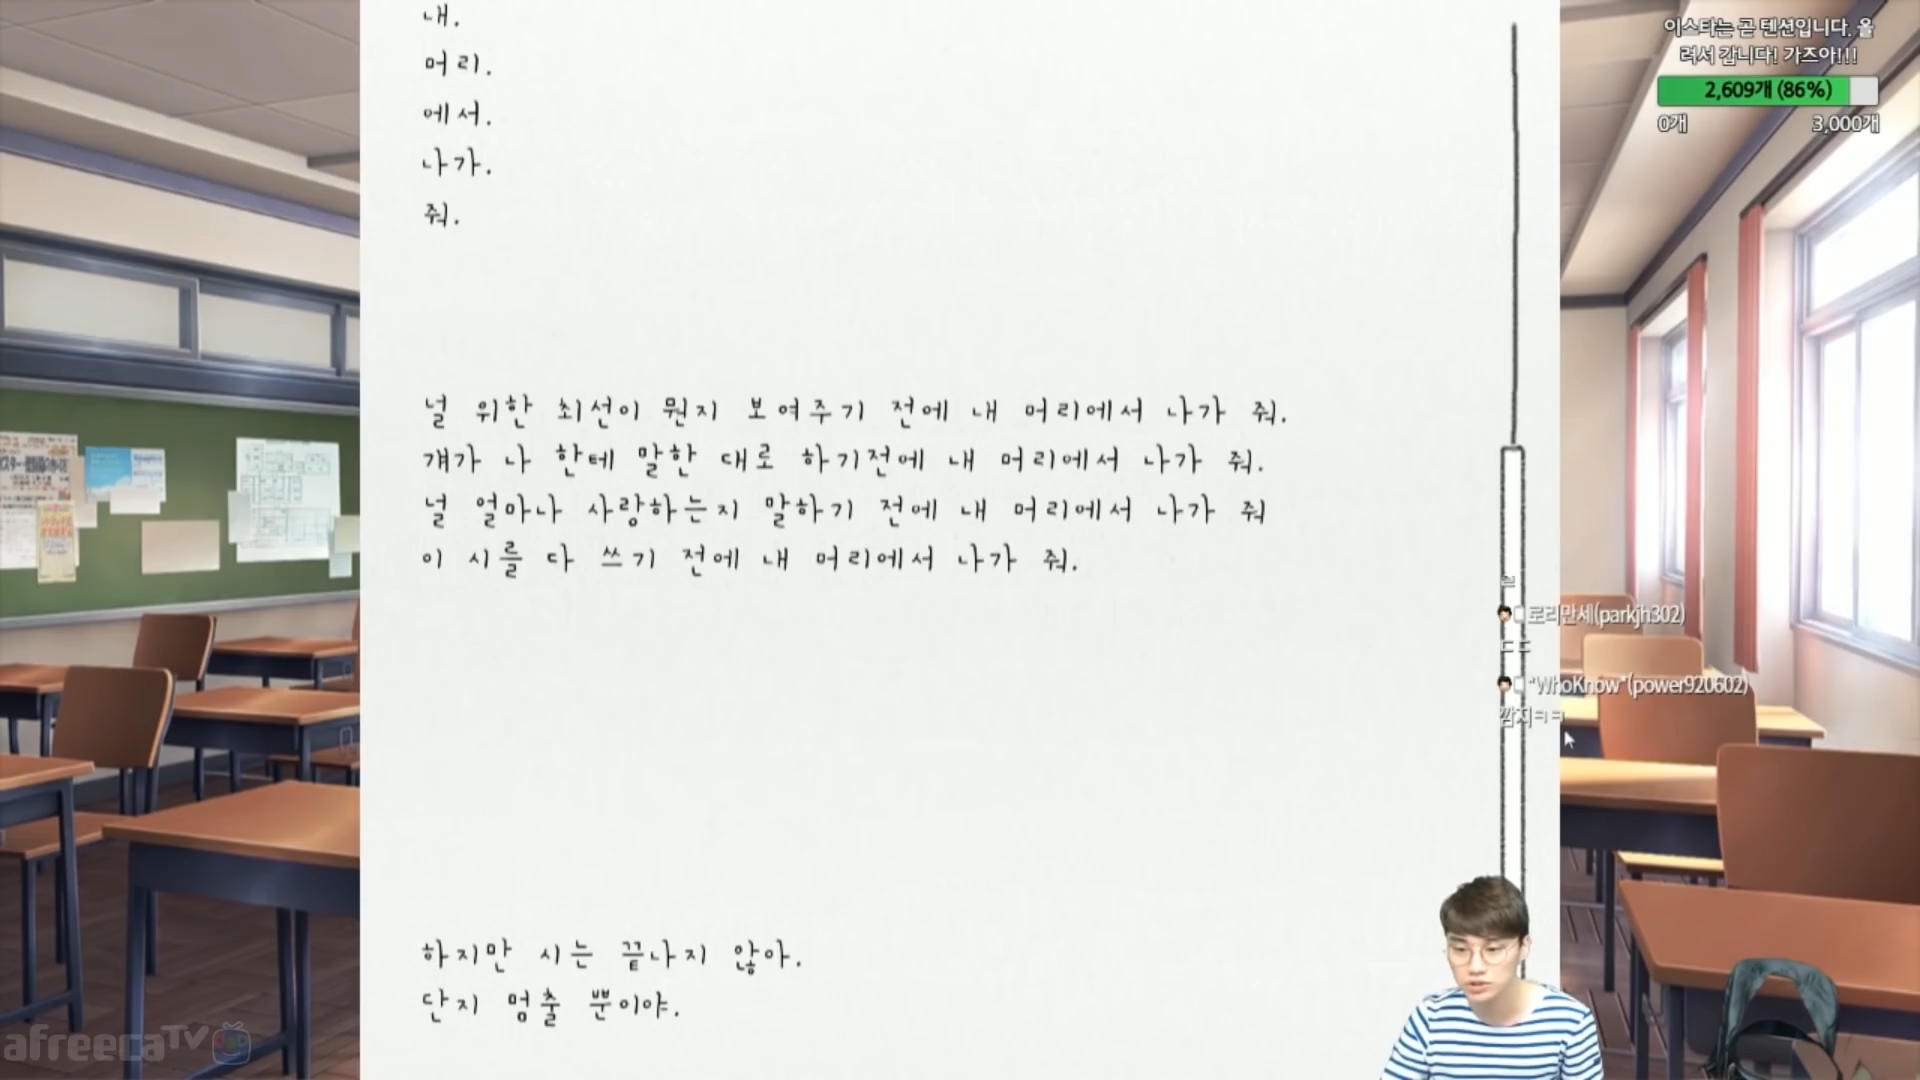 내.
머리.
에서.
나가.
줘.
널 위한 최선이 뭔지 보여주기 전에 내 머리에서 나가 줘.
걔가 나 한테 말한 대로 하기전에 내 머리에서 나가 줘.
널 얼마나 사랑하는지 말하기 전에 내 머리에서 나가 줘
이 시를 다 쓰기 전에 내 머리에서 나가 줘.
하지만 시는 끝나지 않아.
단지 멈출 뿐이야.
이스타는 곧 텐션입니다. 올
려서 갑니다! 가즈아!!!
2,609개 (86%)
0개 3,000개
로리만세(parkjh302)
ㄷㄷ
*WhoKnow*(power920602)
깜지ㅋㅋ
afreecaTV